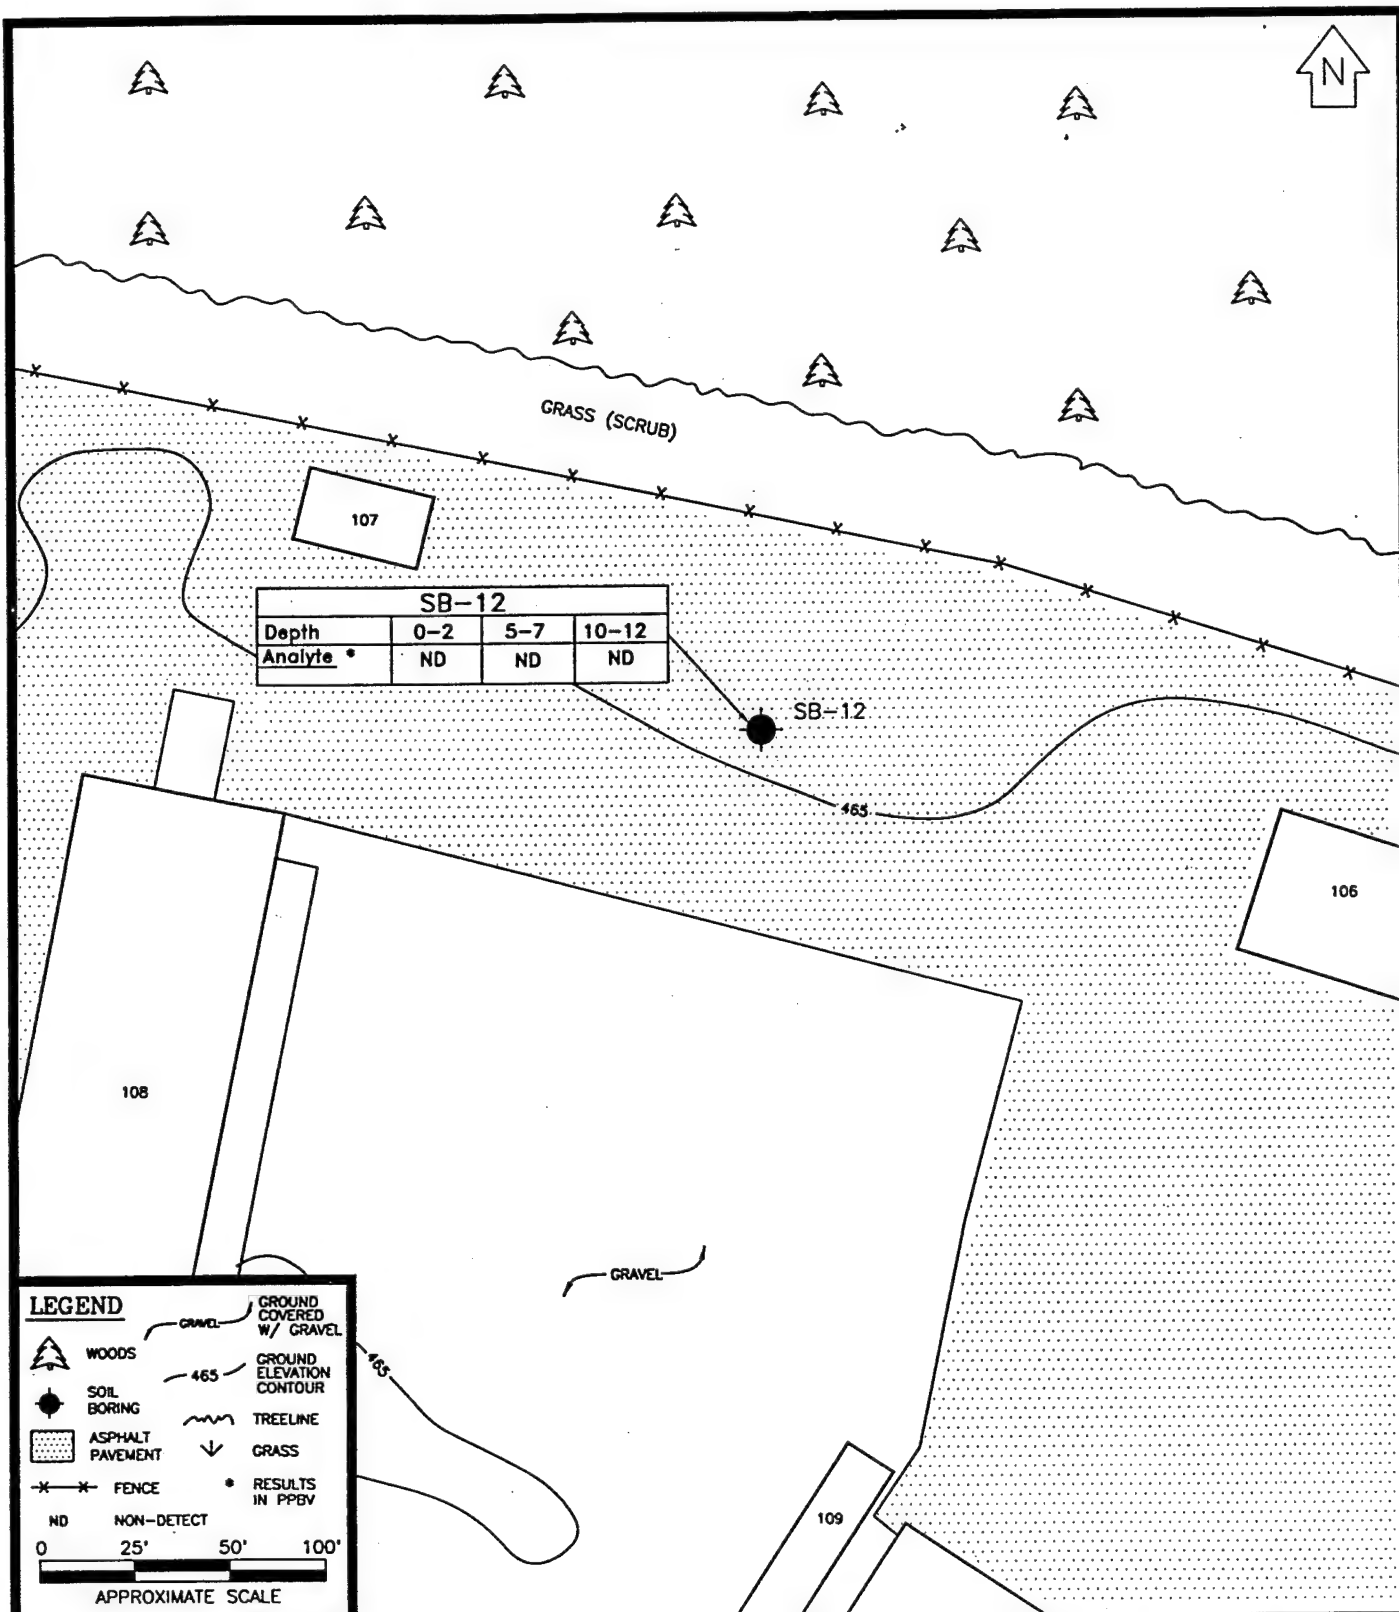 N
GRASS (SCRUB)
107
SB-12
Depth 0-2 5-7 10-12
Analyte * ND ND ND
SB-12
465
106
108
GRAVEL
465
109
LEGEND
WOODS
SOIL
BORING
ASPHALT
PAVEMENT
FENCE
ND NON-DETECT
GRAVEL
GROUND
COVERED
W/ GRAVEL
465
GROUND
ELEVATION
CONTOUR
TREELINE
GRASS
* RESULTS
IN PPBV
0 25' 50' 100'
APPROXIMATE SCALE